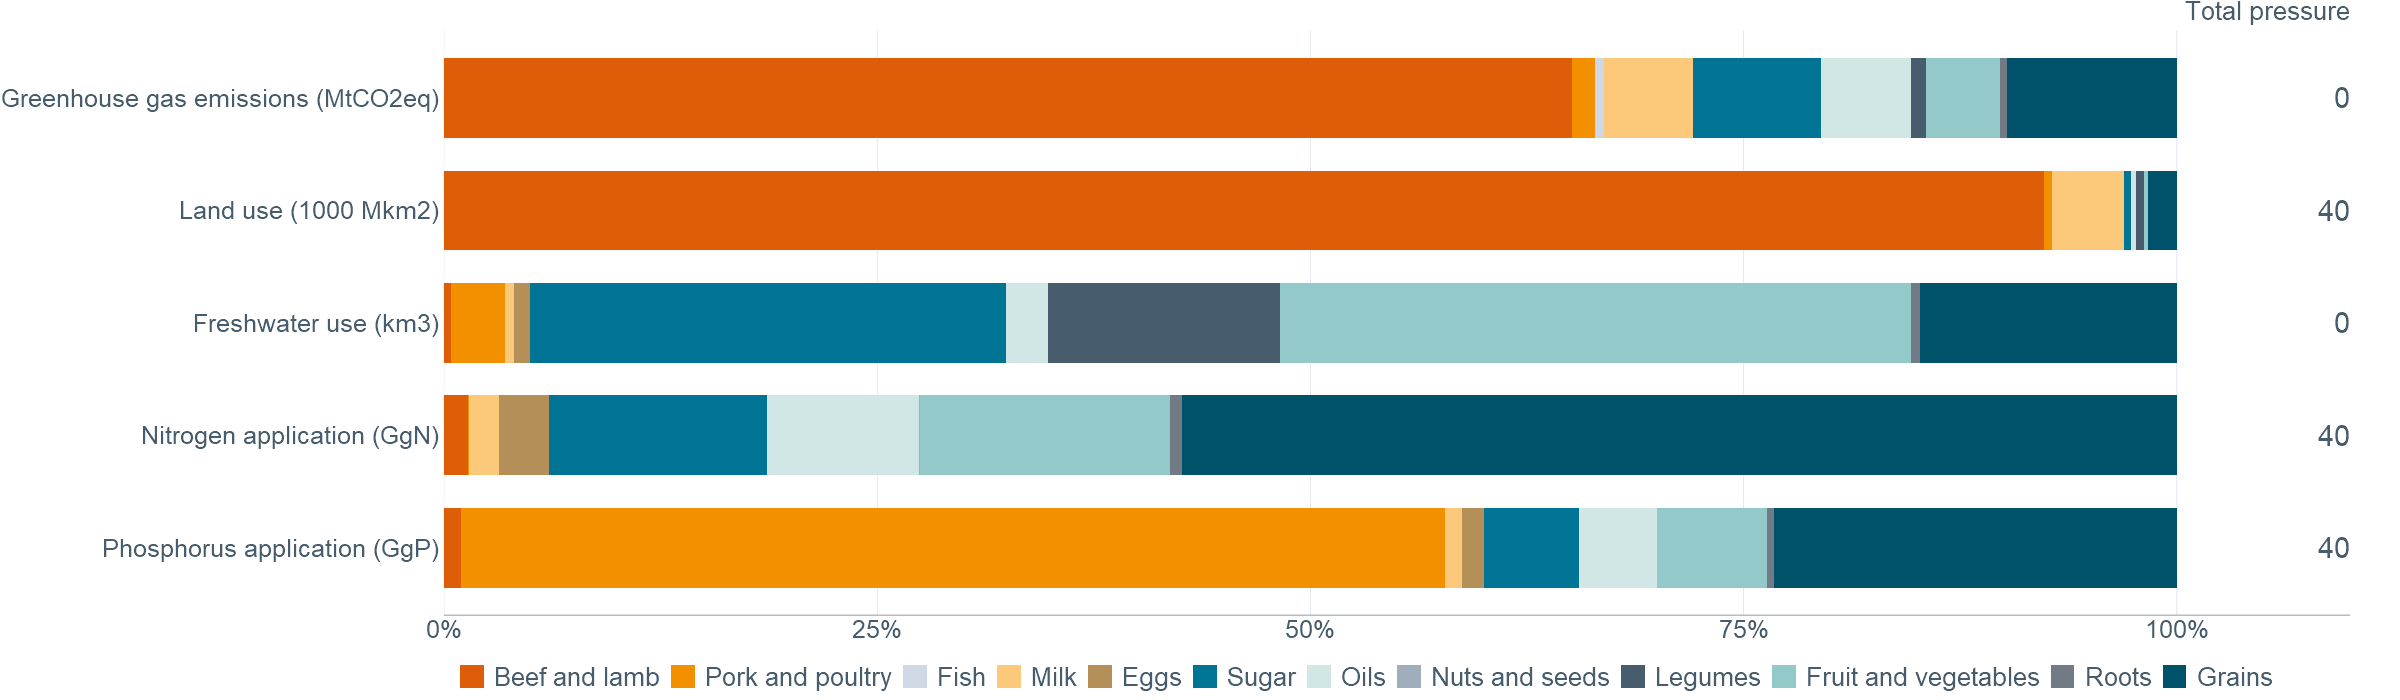 Total pressure
Greenhouse gas emissions (MtCO2eq) 0
Land use (1000 Mkm2) 40
Freshwater use (km3) 0
Nitrogen application (GgN) 40
Phosphorus application (GgP) 40
0% 25% 50% 75% 100%
Beef and lamb Pork and poultry Fish Milk Eggs Sugar Oils Nuts and seeds Legumes Fruit and vegetables Roots Grains